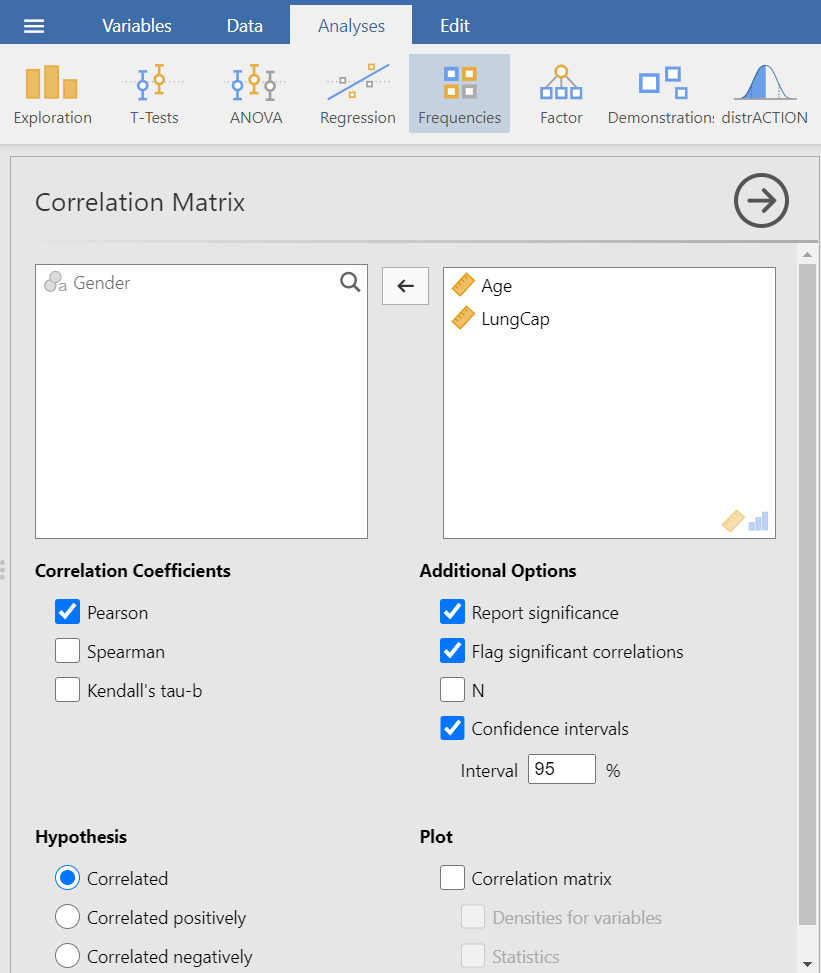 Variables Data Analyses Edit
Exploration T-Tests ANOVA Regression Frequencies Factor Demonstrations distrACTION
Correlation Matrix
a Gender
Age
LungCap
Correlation Coefficients
Additional Options
Pearson
Report significance
Spearman
Flag significant correlations
Kendall's tau-b
N
Confidence intervals
Interval 95 %
Hypothesis
Plot
Correlated
Correlation matrix
Correlated positively
Densities for variables
Correlated negatively
Statistics